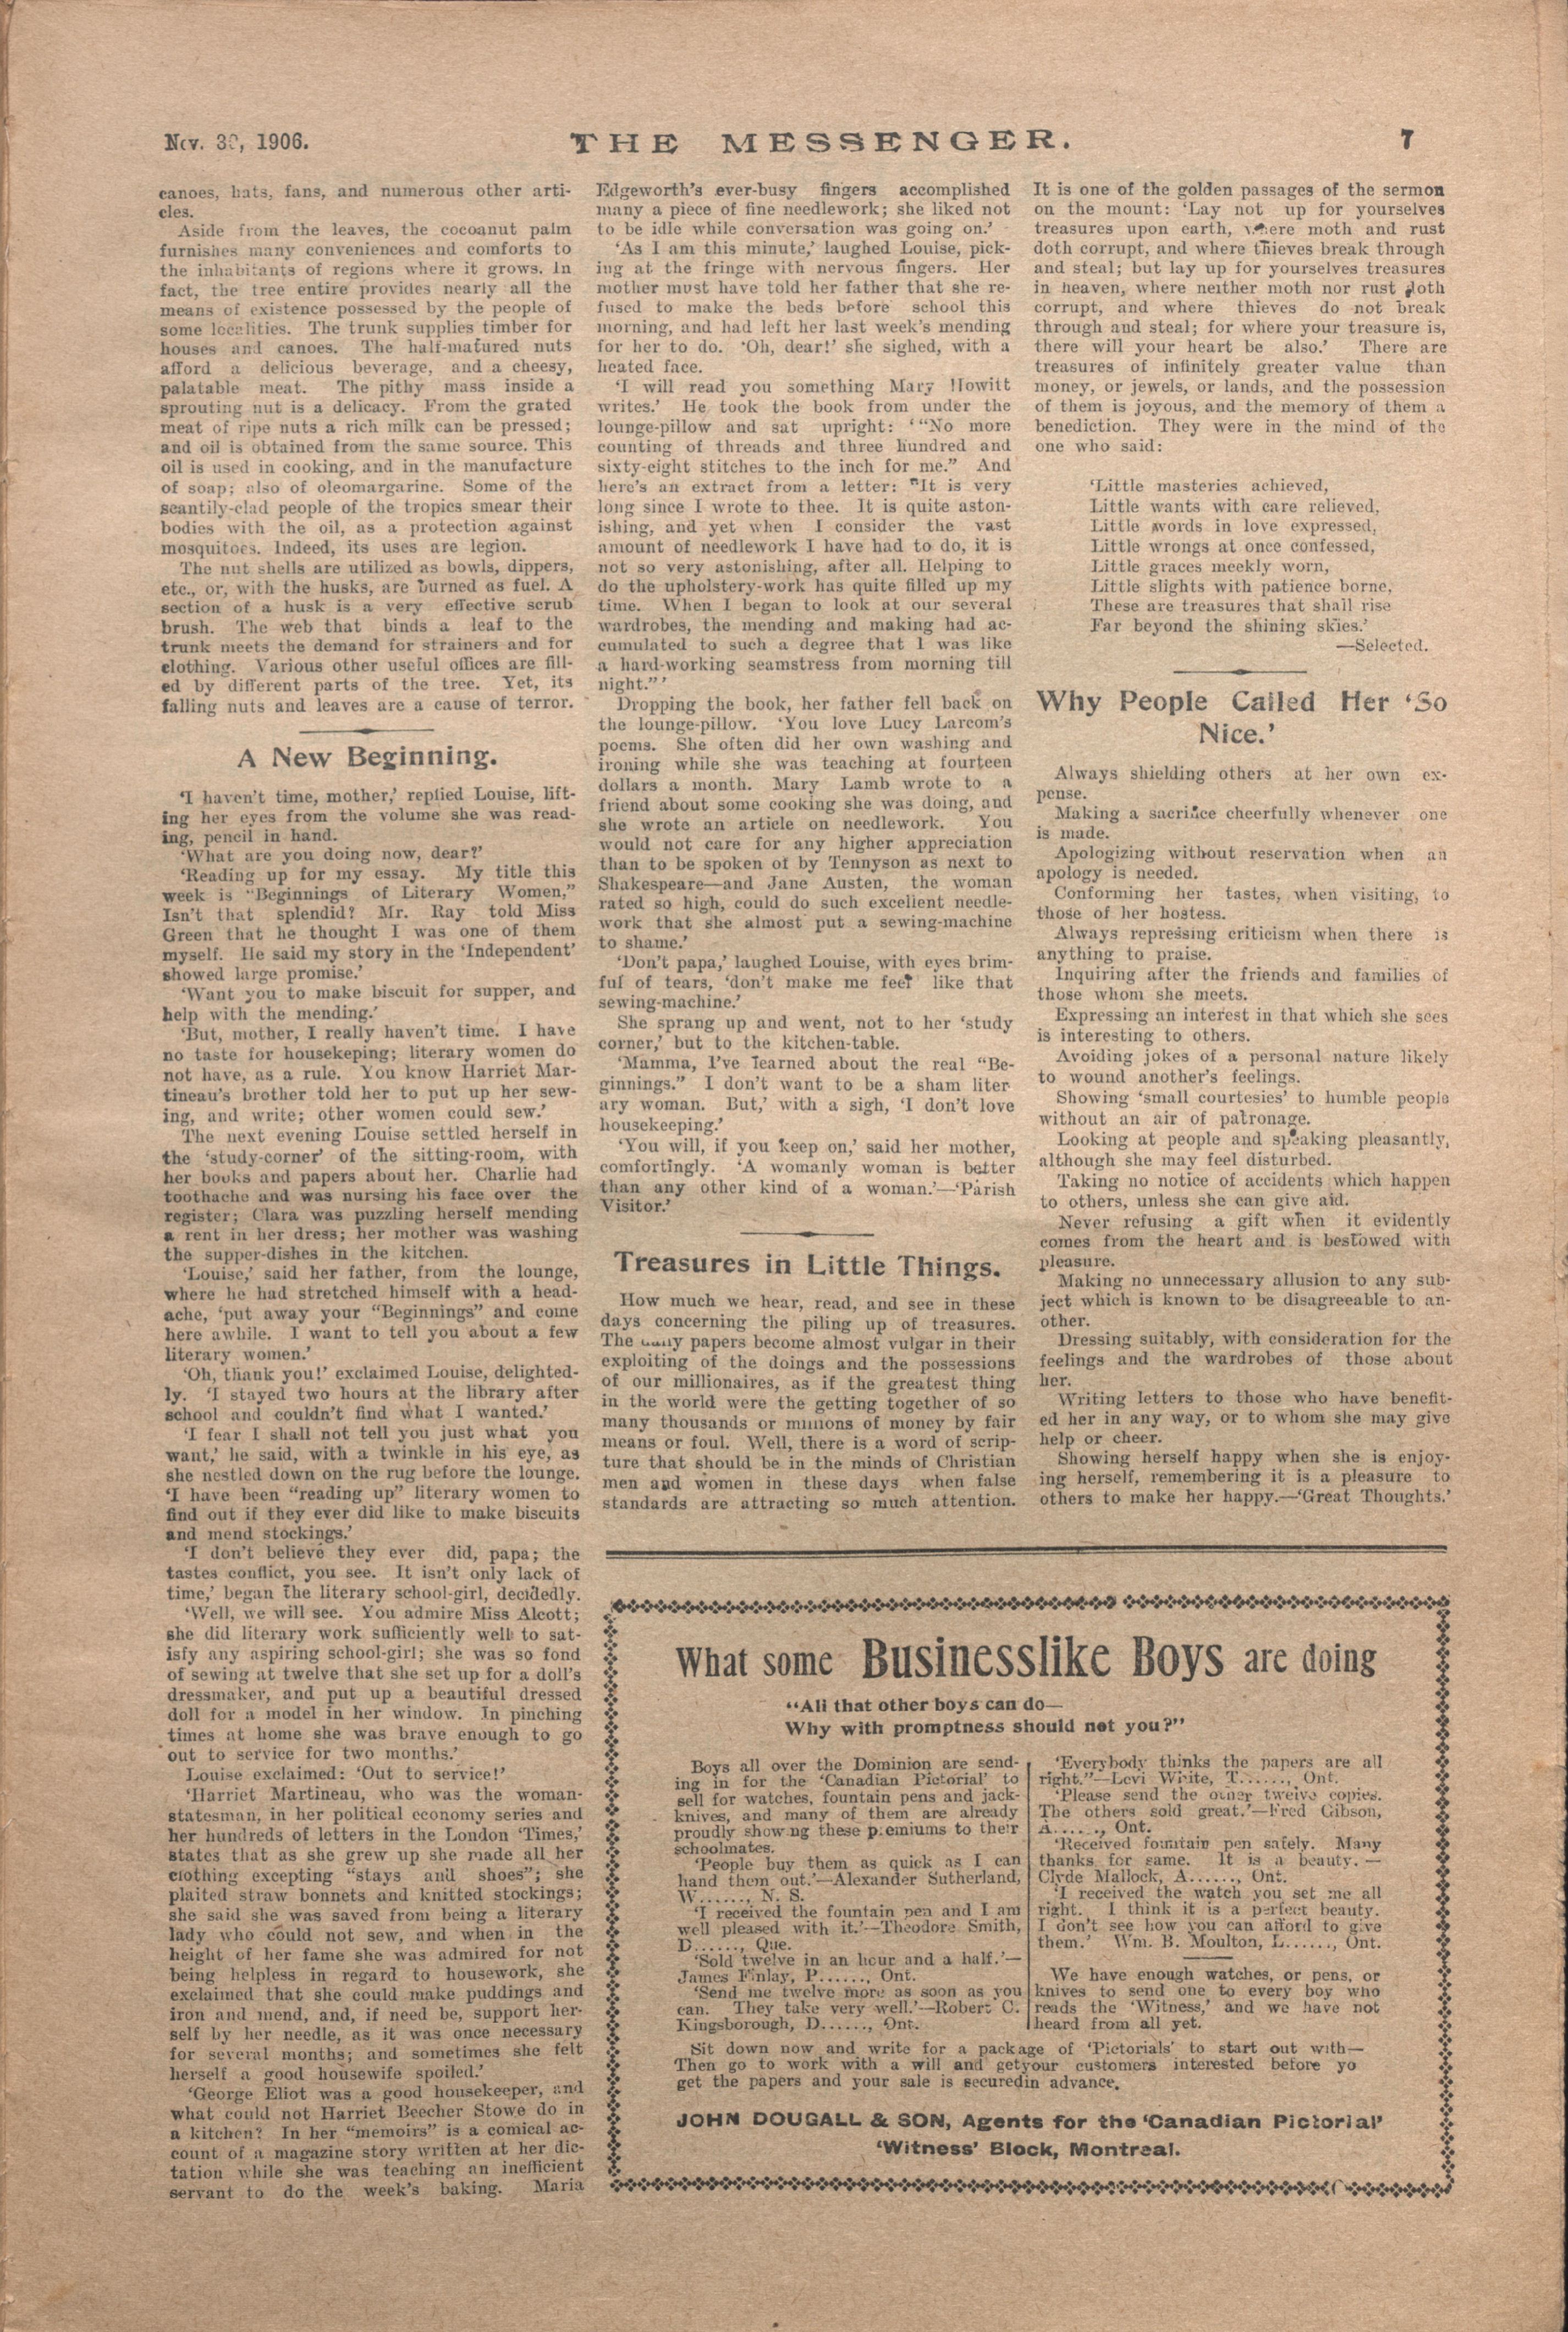 Nov. 30, 1906.
THE MESSENGER.
7
canoes, hats, fans, and numerous other arti-
cles.
Aside from the leaves, the cocoanut palm
furnishes many conveniences and comforts to
the inhabitants of regions where it grows. In
fact, the tree entire provides nearly all the
means of existence possessed by the people of
some localities. The trunk supplies timber for
houses and canoes. The half-matured nuts
afford a delicious beverage, and a cheesy,
palatable meat. The pithy mass inside a
sprouting nut is a delicacy. From the grated
meat of ripe nuts a rich milk can be pressed;
and oil is obtained from the same source. This
oil is used in cooking, and in the manufacture
of soap; also of oleomargarine. Some of the
scantily-clad people of the tropics smear their
bodies with the oil, as a protection against
mosquitoes. Indeed, its uses are legion.
The nut shells are utilized as bowls, dippers,
etc., or, with the husks, are burned as fuel. A
section of a husk is a very effective scrub
brush. The web that binds a leaf to the
trunk meets the demand for strainers and for
clothing. Various other useful offices are fill-
ed by different parts of the tree. Yet, its
falling nuts and leaves are a cause of terror.
A New Beginning.
'I haven't time, mother,' replied Louise, lift-
ing her eyes from the volume she was read-
ing, pencil in hand.
'What are you doing now, dear?'
'Reading up for my essay. My title this
week is "Beginnings of Literary Women,"
Isn't that splendid? Mr. Ray told Miss
Green that he thought I was one of them
myself. He said my story in the 'Independent'
showed large promise.'
'Want you to make biscuit for supper, and
help with the mending.'
'But, mother, I really haven't time. I have
no taste for housekeping; literary women do
not have, as a rule. You know Harriet Mar-
tineau's brother told her to put up her sew-
ing, and write; other women could sew.'
The next evening Louise settled herself in
the 'study-corner' of the sitting-room, with
her books and papers about her. Charlie had
toothache and was nursing his face over the
register; Clara was puzzling herself mending
a rent in her dress; her mother was washing
the supper-dishes in the kitchen.
'Louise,' said her father, from the lounge,
where he had stretched himself with a head-
ache, 'put away your "Beginnings" and come
here awhile. I want to tell you about a few
literary women.'
'Oh, thank you!' exclaimed Louise, delighted-
ly. 'I stayed two hours at the library after
school and couldn't find what I wanted.'
'I fear I shall not tell you just what you
want,' he said, with a twinkle in his eye, as
she nestled down on the rug before the lounge.
'I have been "reading up" literary women to
find out if they ever did like to make biscuits
and mend stockings.'
'I don't believe they ever did, papa; the
tastes conflict, you see. It isn't only lack of
time,' began the literary school-girl, decidedly.
'Well, we will see. You admire Miss Alcott;
she did literary work sufficiently well to sat-
isfy any aspiring school-girl; she was so fond
of sewing at twelve that she set up for a doll's
dressmaker, and put up a beautiful dressed
doll for a model in her window. In pinching
times at home she was brave enough to go
out to service for two months.'
Louise exclaimed: 'Out to service!'
'Harriet Martineau, who was the woman-
statesman, in her political economy series and
her hundreds of letters in the London 'Times,'
states that as she grew up she made all her
clothing excepting "stays and shoes"; she
plaited straw bonnets and knitted stockings;
she said she was saved from being a literary
lady who could not sew, and when in the
height of her fame she was admired for not
being helpless in regard to housework, she
exclaimed that she could make puddings and
iron and mend, and, if need be, support her-
self by her needle, as it was once necessary
for several months; and sometimes she felt
herself a good housewife spoiled.'
'George Eliot was a good housekeeper, and
what could not Harriet Beecher Stowe do in
a kitchen? In her "memoirs" is a comical ac-
count of a magazine story written at her dic-
tation while she was teaching an inefficient
servant to do the week's baking. Maria
Edgeworth's ever-busy fingers accomplished
many a piece of fine needlework; she liked not
to be idle while conversation was going on.'
'As I am this minute,' laughed Louise, pick-
ing at the fringe with nervous fingers. Her
mother must have told her father that she re-
fused to make the beds before school this
morning, and had left her last week's mending
for her to do. 'Oh, dear!' she sighed, with a
heated face.
'I will read you something Mary Howitt
writes.' He took the book from under the
lounge-pillow and sat upright: '"No more
counting of threads and three hundred and
sixty-eight stitches to the inch for me." And
here's an extract from a letter: "It is very
long since I wrote to thee. It is quite aston-
ishing, and yet when I consider the vast
amount of needlework I have had to do, it is
not so very astonishing, after all. Helping to
do the upholstery-work has quite filled up my
time. When I began to look at our several
wardrobes, the mending and making had ac-
cumulated to such a degree that I was like
a hard-working seamstress from morning till
night."'
Dropping the book, her father fell back on
the lounge-pillow. 'You love Lucy Larcom's
poems. She often did her own washing and
ironing while she was teaching at fourteen
dollars a month. Mary Lamb wrote to a
friend about some cooking she was doing, and
she wrote an article on needlework. You
would not care for any higher appreciation
than to be spoken of by Tennyson as next to
Shakespeare—and Jane Austen, the woman
rated so high, could do such excellent needle-
work that she almost put a sewing-machine
to shame.'
'Don't papa,' laughed Louise, with eyes brim-
ful of tears, 'don't make me feel like that
sewing-machine.'
She sprang up and went, not to her 'study
corner,' but to the kitchen-table.
'Mamma, I've learned about the real "Be-
ginnings." I don't want to be a sham liter
ary woman. But,' with a sigh, 'I don't love
housekeeping.'
'You will, if you keep on,' said her mother,
comfortingly. 'A womanly woman is better
than any other kind of a woman.'—'Parish
Visitor.'
Treasures in Little Things.
How much we hear, read, and see in these
days concerning the piling up of treasures.
The daily papers become almost vulgar in their
exploiting of the doings and the possessions
of our millionaires, as if the greatest thing
in the world were the getting together of so
many thousands or millions of money by fair
means or foul. Well, there is a word of scrip-
ture that should be in the minds of Christian
men and women in these days when false
standards are attracting so much attention.
It is one of the golden passages of the sermon
on the mount: 'Lay not up for yourselves
treasures upon earth, where moth and rust
doth corrupt, and where thieves break through
and steal; but lay up for yourselves treasures
in heaven, where neither moth nor rust doth
corrupt, and where thieves do not break
through and steal; for where your treasure is,
there will your heart be also.' There are
treasures of infinitely greater value than
money, or jewels, or lands, and the possession
of them is joyous, and the memory of them a
benediction. They were in the mind of the
one who said:
'Little masteries achieved,
Little wants with care relieved,
Little words in love expressed,
Little wrongs at once confessed,
Little graces meekly worn,
Little slights with patience borne,
These are treasures that shall rise
Far beyond the shining skies.'
—Selected.
Why People Called Her 'So
Nice.'
Always shielding others at her own ex-
pense.
Making a sacrifice cheerfully whenever one
is made.
Apologizing without reservation when an
apology is needed.
Conforming her tastes, when visiting, to
those of her hostess.
Always repressing criticism when there is
anything to praise.
Inquiring after the friends and families of
those whom she meets.
Expressing an interest in that which she sees
is interesting to others.
Avoiding jokes of a personal nature likely
to wound another's feelings.
Showing 'small courtesies' to humble people
without an air of patronage.
Looking at people and speaking pleasantly,
although she may feel disturbed.
Taking no notice of accidents which happen
to others, unless she can give aid.
Never refusing a gift when it evidently
comes from the heart and is bestowed with
pleasure.
Making no unnecessary allusion to any sub-
ject which is known to be disagreeable to an-
other.
Dressing suitably, with consideration for the
feelings and the wardrobes of those about
her.
Writing letters to those who have benefit-
ed her in any way, or to whom she may give
help or cheer.
Showing herself happy when she is enjoy-
ing herself, remembering it is a pleasure to
others to make her happy.—'Great Thoughts.'
What some Businesslike Boys are doing
"All that other boys can do—
Why with promptness should not you?"
Boys all over the Dominion are send-
ing in for the 'Canadian Pictorial' to
sell for watches, fountain pens and jack-
knives, and many of them are already
proudly showing these premiums to their
schoolmates.
'People buy them as quick as I can
hand them out.'—Alexander Sutherland,
W......, N. S.
'I received the fountain pen and I am
well pleased with it.'—Theodore Smith,
D......, Que.
'Sold twelve in an hour and a half.'—
James Finlay, P......, Ont.
'Send me twelve more as soon as you
can. They take very well.'—Robert C.
Kingsborough, D......, Ont.
'Everybody thinks the papers are all
right."—Levi White, T......, Ont.
'Please send the other twelve copies.
The others sold great.'—Fred Gibson,
A......, Ont.
'Received fountain pen safely. Many
thanks for same. It is a beauty. —
Clyde Mallock, A......, Ont.
'I received the watch you set me all
right. I think it is a perfect beauty.
I don't see how you can afford to give
them.' Wm. B. Moulton, L......, Ont.
We have enough watches, or pens, or
knives to send one to every boy who
reads the 'Witness,' and we have not
heard from all yet.
Sit down now and write for a package of 'Pictorials' to start out with—
Then go to work with a will and getyour customers interested before yo
get the papers and your sale is securedin advance.
JOHN DOUGALL & SON, Agents for the 'Canadian Pictorial'
'Witness' Block, Montreal.